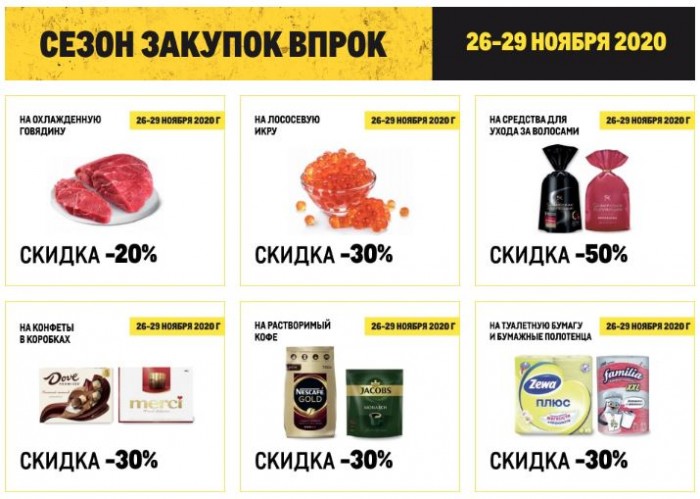 СЕЗОН ЗАКУПОК ВПРОК
26-29 НОЯБРЯ 2020
НА ОХЛАЖДЕННУЮ
ГОВЯДИНУ
26-29 НОЯБРЯ 2020 Г
СКИДКА -20%
НА ЛОСОСЕВУЮ
ИКРУ
26-29 НОЯБРЯ 2020 Г
СКИДКА -30%
НА СРЕДСТВА ДЛЯ
УХОДА ЗА ВОЛОСАМИ
26-29 НОЯБРЯ 2020 Г
СКИДКА -50%
НА КОНФЕТЫ
В КОРОБКАХ
26-29 НОЯБРЯ 2020 Г
Dove
merci
СКИДКА -30%
НА РАСТВОРИМЫЙ
КОФЕ
26-29 НОЯБРЯ 2020 Г
NESCAFÉ
GOLD
JACOBS
MONARCH
СКИДКА -30%
НА ТУАЛЕТНУЮ БУМАГУ
И БУМАЖНЫЕ ПОЛОТЕНЦА
26-29 НОЯБРЯ 2020 Г
Zewa
ПЛЮС
familia
XXL
СКИДКА -30%